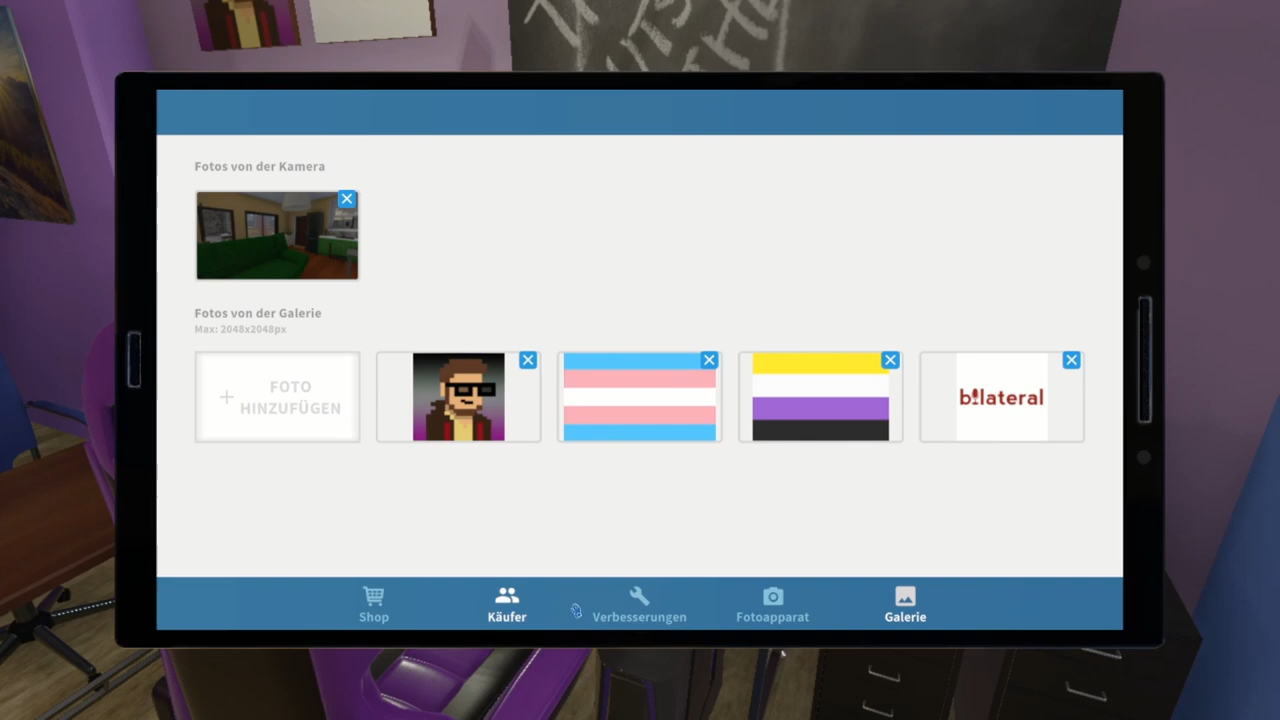 Fotos von der Kamera
Fotos von der Galerie
Max: 2048x2048px
FOTO
HINZUFÜGEN
bilateral
Shop
Käufer
Verbesserungen
Fotoapparat
Galerie